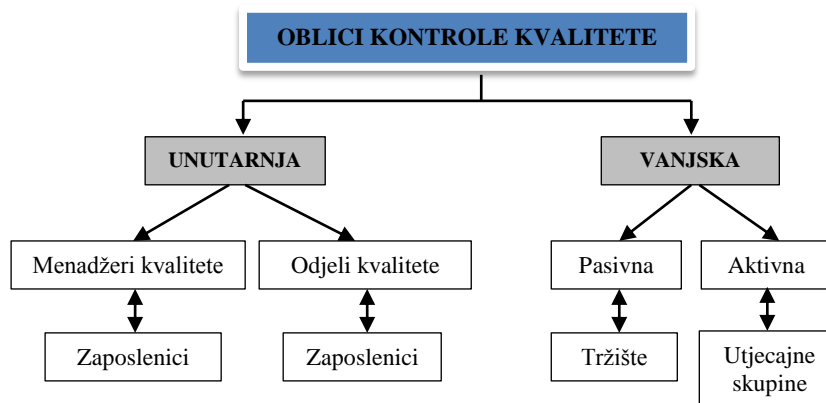 OBLICI KONTROLE KVALITETE
UNUTARNJA
VANJSKA
Menadžeri kvalitete
Odjeli kvalitete
Pasivna
Aktivna
Zaposlenici
Zaposlenici
Tržište
Utjecajne
skupine